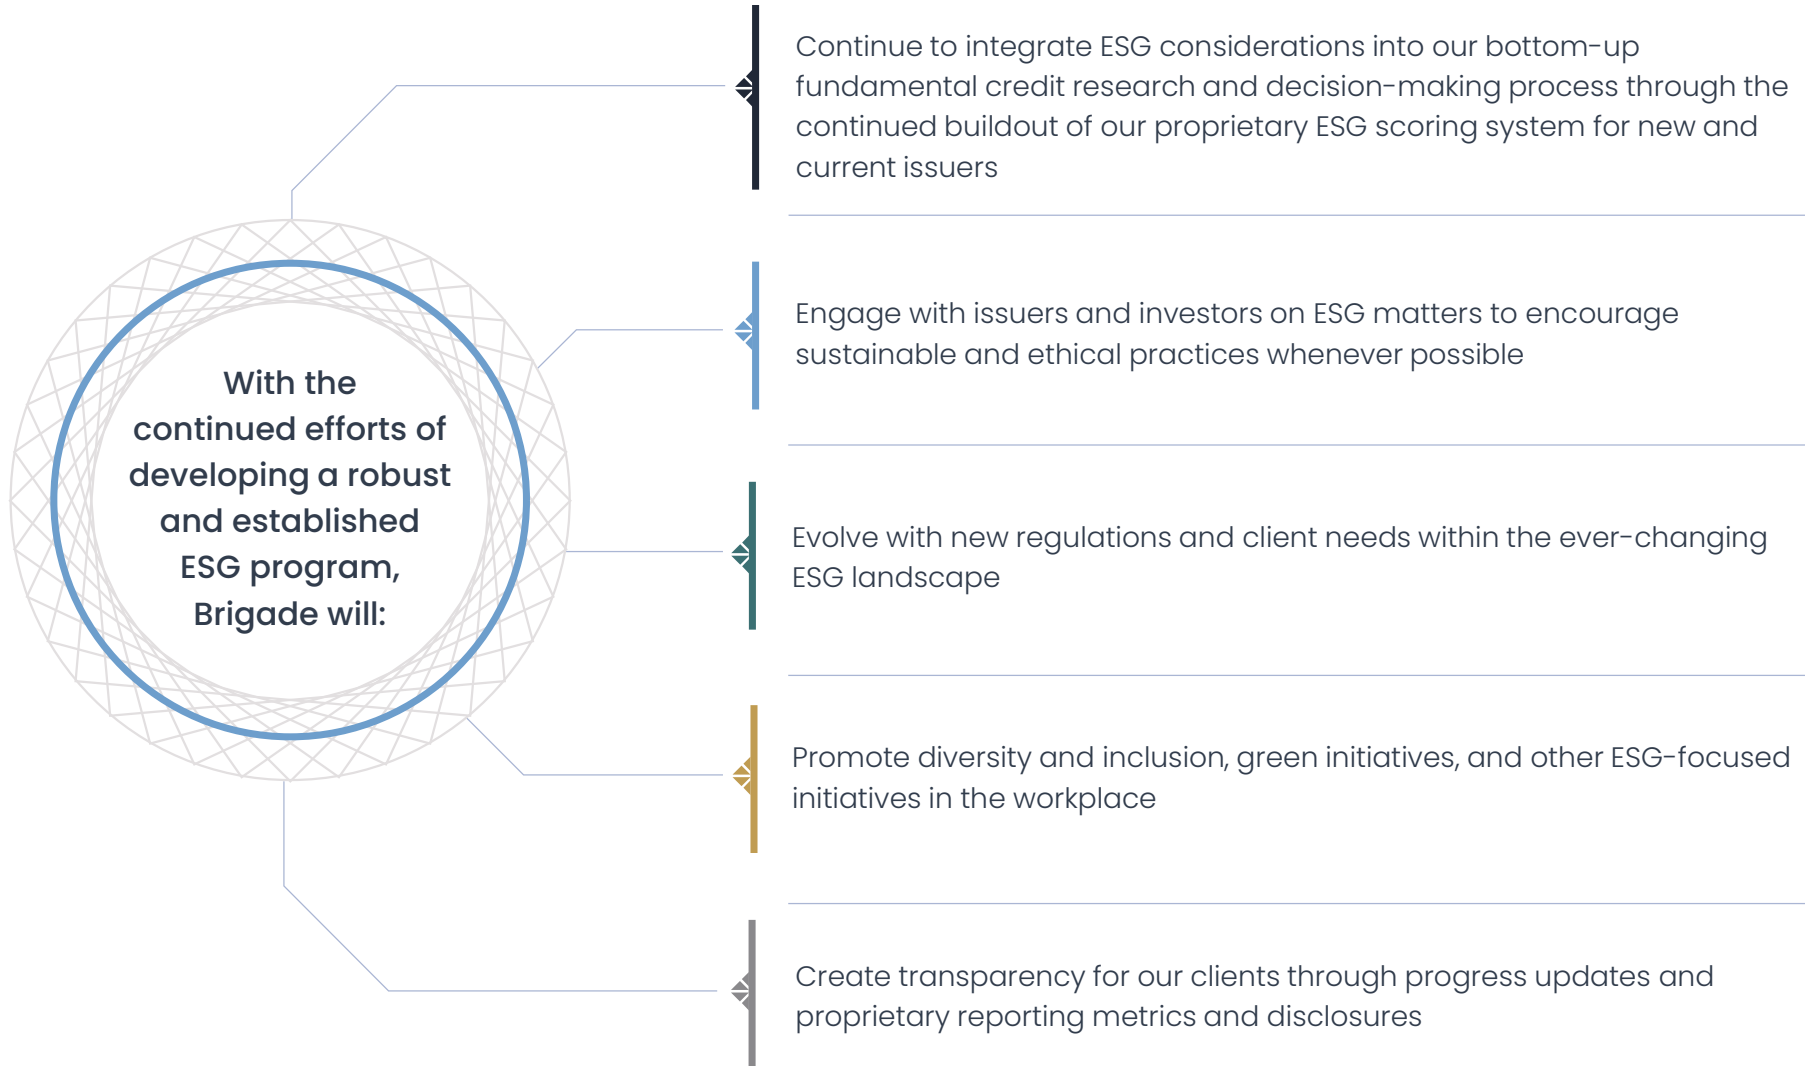 With the
continued efforts of
developing a robust
and established
ESG program,
Brigade will:
Continue to integrate ESG considerations into our bottom-up
fundamental credit research and decision-making process through the
continued buildout of our proprietary ESG scoring system for new and
current issuers
Engage with issuers and investors on ESG matters to encourage
sustainable and ethical practices whenever possible
Evolve with new regulations and client needs within the ever-changing
ESG landscape
Promote diversity and inclusion, green initiatives, and other ESG-focused
initiatives in the workplace
Create transparency for our clients through progress updates and
proprietary reporting metrics and disclosures